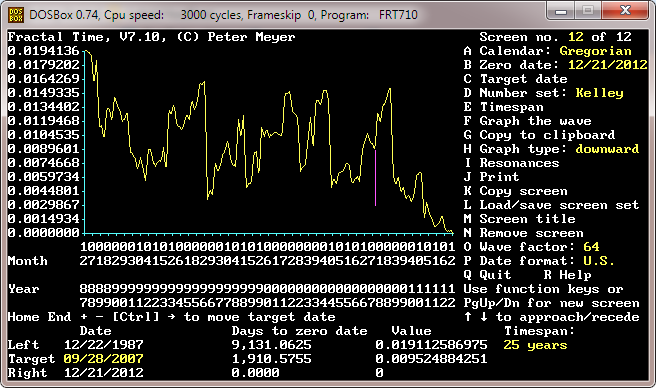 DOSBox 0.74, Cpu speed: 3000 cycles, Frameskip 0, Program: FRT710
Fractal Time, V7.10, (C) Peter Meyer
Screen no. 12 of 12
0.0194136
0.0179202
0.0164269
0.0149335
0.0134402
0.0119468
0.0104535
0.0089601
0.0074668
0.0059734
0.0044801
0.0029867
0.0014934
0.0000000
A Calendar: Gregorian
B Zero date: 12/21/2012
C Target date
D Number set: Kelley
E Timespan
F Graph the wave
G Copy to clipboard
H Graph type: downward
I Resonances
J Print
K Copy screen
L Load/save screen set
M Screen title
N Remove screen
O Wave factor: 64
P Date format: U.S.
Q Quit R Help
Use function keys or
PgUp/Dn for new screen
↑ ↓ to approach/recede
10000001010101000000101010100000010101010000001010101
Month 27182930415261829304152617283940516271839405162
Year 88889999999999999999999900000000000000000000111111
78990112233455667788990112233445566788990 01122
Home End + - [Ctrl] → to move target date
Date Days to zero date Value Timespan:
Left 12/22/1987 9,131.0625 0.019112586975 25 years
Target 09/28/2007 1,910.5755 0.009524884251
Right 12/21/2012 0.0000 0